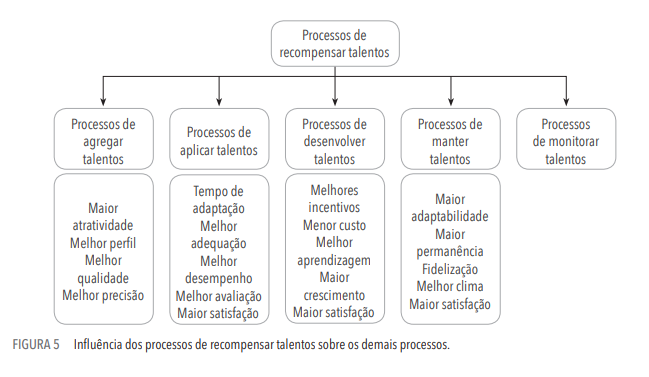 Processos de
recompensar talentos
Processos de
agregar
talentos
Processos de
aplicar talentos
Processos de
desenvolver
talentos
Processos de
manter
talentos
Processos
de monitorar
talentos
Maior
atratividade
Melhor perfil
Melhor
qualidade
Melhor precisão
Tempo de
adaptação
Melhor
adequação
Melhor
desempenho
Melhor avaliação
Maior satisfação
Melhores
incentivos
Menor custo
Melhor
aprendizagem
Maior
crescimento
Maior satisfação
Maior
adaptabilidade
Maior
permanência
Fidelização
Melhor clima
Maior satisfação
FIGURA 5 Influência dos processos de recompensar talentos sobre os demais processos.